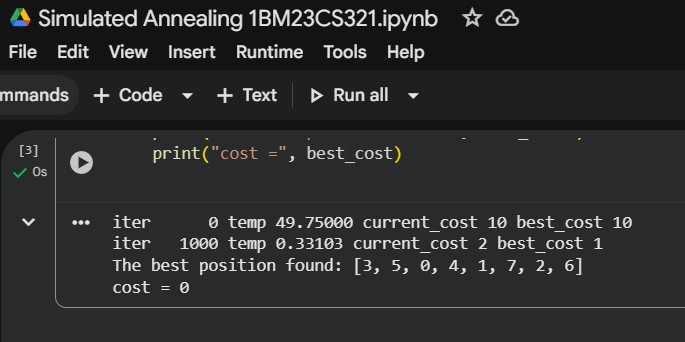 Simulated Annealing 1BM23CS321.ipynb
File Edit View Insert Runtime Tools Help
mmands + Code + Text Run all
[3]
0s
print("cost =", best_cost)
iter      0 temp 49.75000 current_cost 10 best_cost 10
iter   1000 temp 0.33103 current_cost 2 best_cost 1
The best position found: [3, 5, 0, 4, 1, 7, 2, 6]
cost = 0